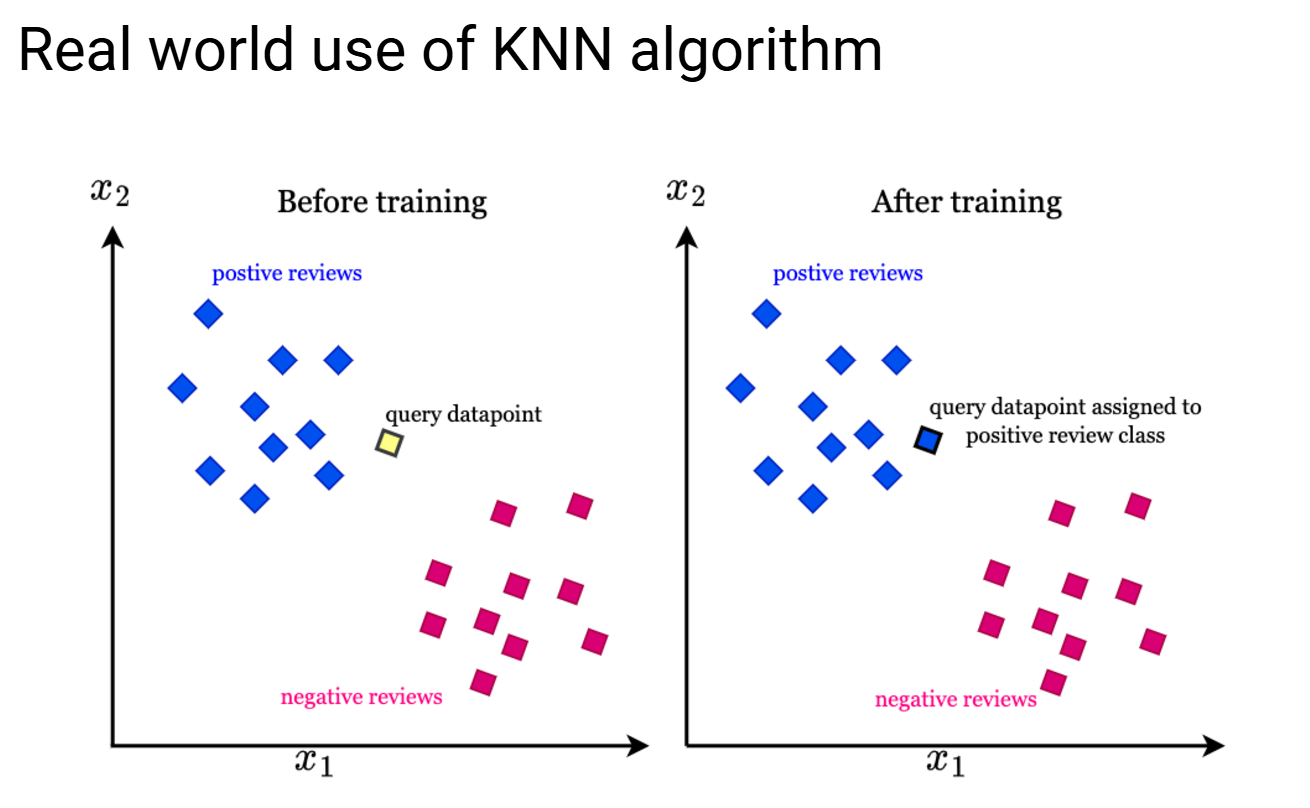 Real world use of KNN algorithm
x2
Before training
postive reviews
query datapoint
negative reviews
x1
x2
After training
postive reviews
query datapoint assigned to
positive review class
negative reviews
x1